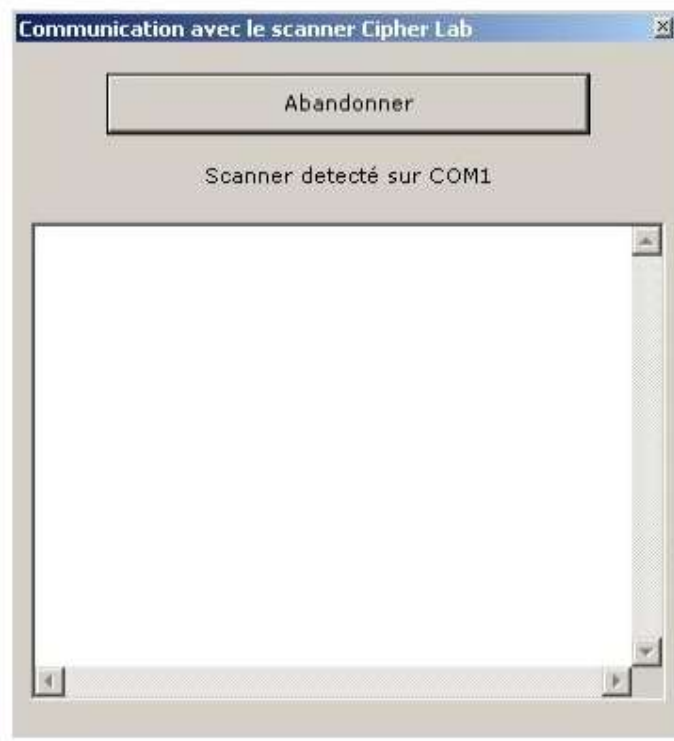 Communication avec le scanner Cipher Lab
Abandonner
Scanner detecté sur COM1